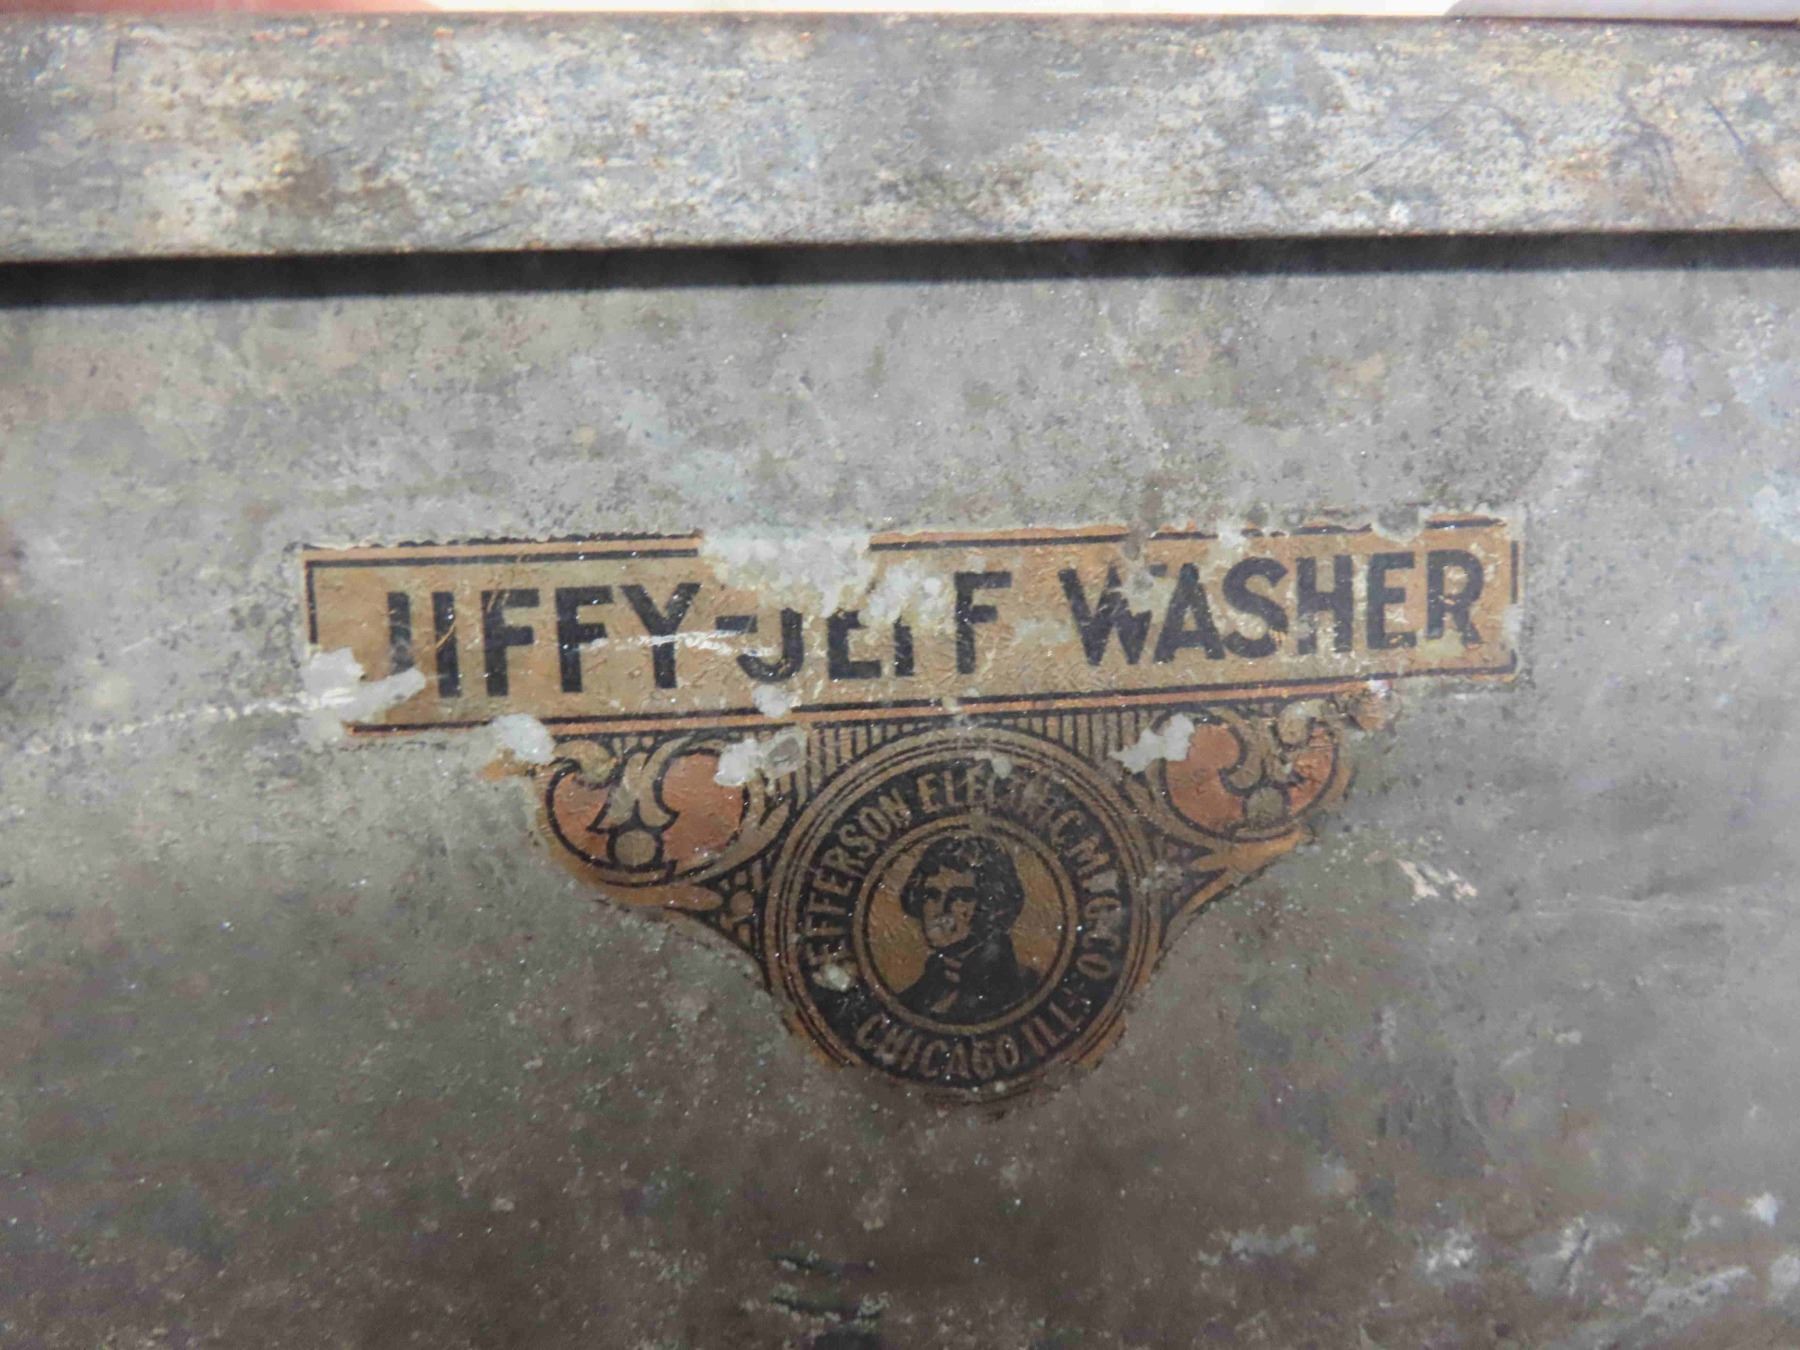 JIFFY-JEFF WASHER
JEFFERSON ELECTRIC MFG. CO.
CHICAGO ILL.